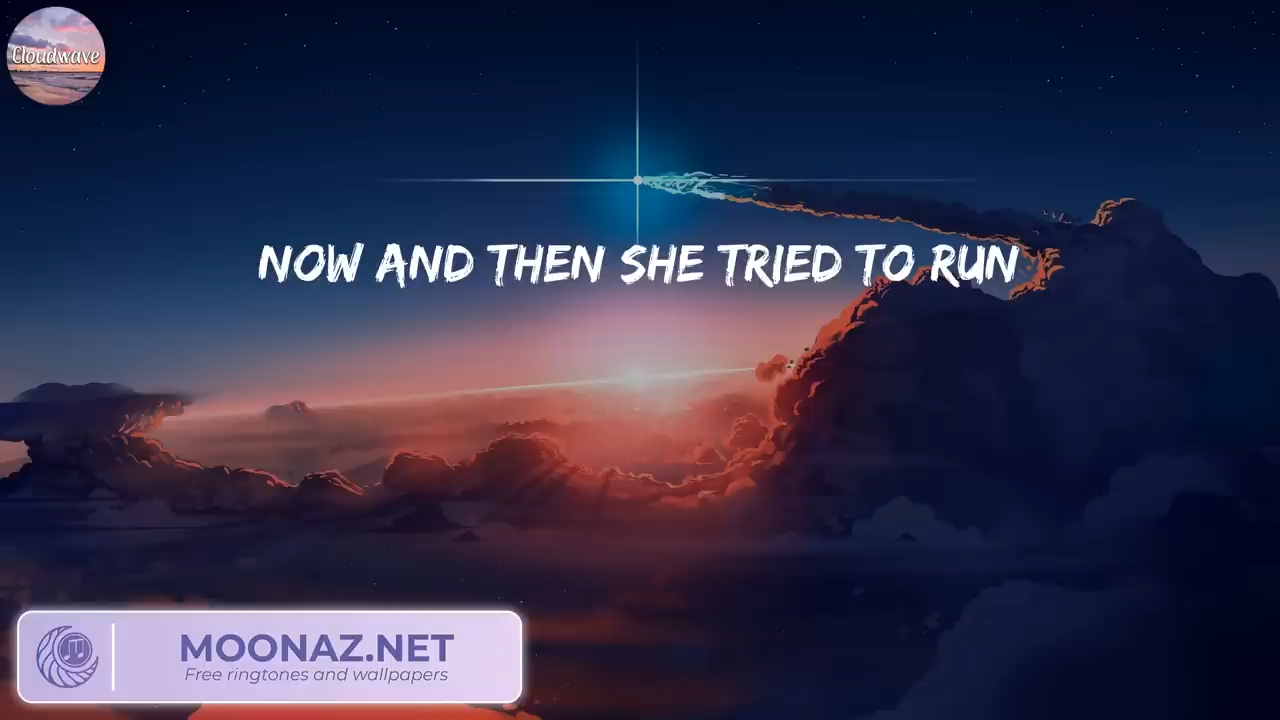 Cloudwave
NOW AND THEN SHE TRIED TO RUN
MOONAZ.NET
Free ringtones and wallpapers